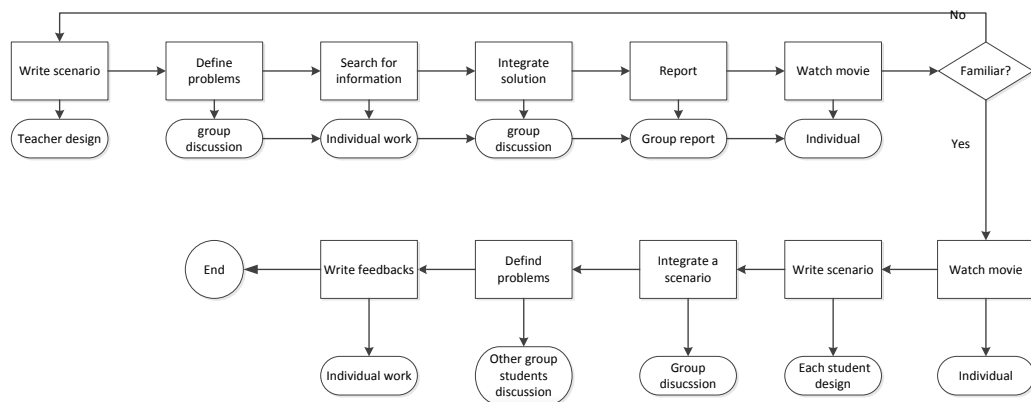 No
Write scenario
Define
problems
Search for
information
Integrate
solution
Report
Watch movie
Familiar?
Teacher design
group
discussion
Individual work
group
discussion
Group report
Individual
Yes
End
Write feedbacks
Defind
problems
Integrate a
scenario
Write scenario
Watch movie
Individual work
Other group
students
discussion
Group disucssion
Each student
design
Individual